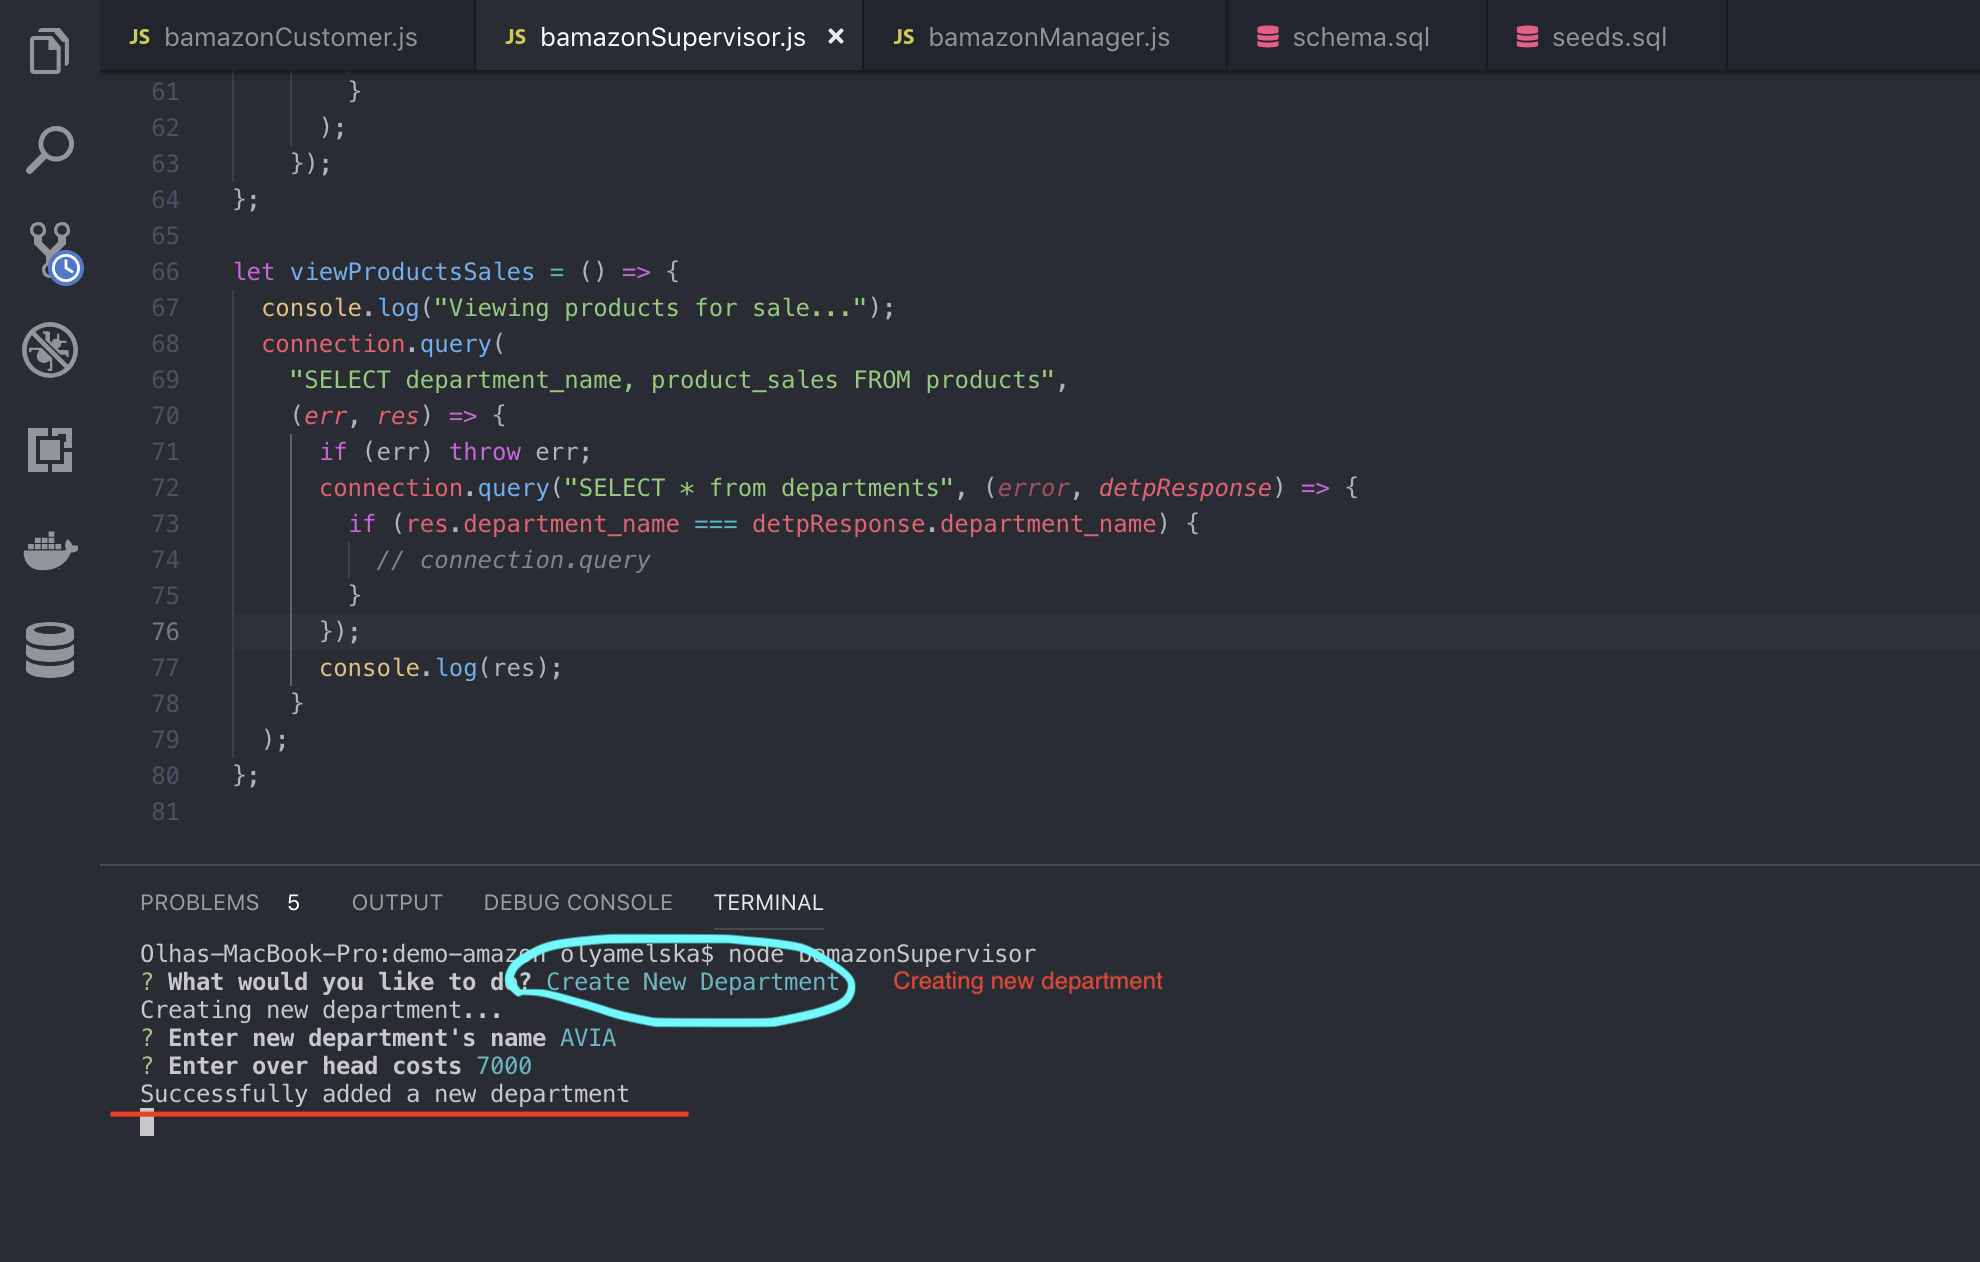 JS bamazonCustomer.js JS bamazonSupervisor.js × JS bamazonManager.js schema.sql seeds.sql
61 }
62 );
63 });
64 };
65
66 let viewProductsSales = () => {
67 console.log("Viewing products for sale...");
68 connection.query(
69 "SELECT department_name, product_sales FROM products",
70 (err, res) => {
71 if (err) throw err;
72 connection.query("SELECT * from departments", (error, detpResponse) => {
73 if (res.department_name === detpResponse.department_name) {
74 // connection.query
75 }
76 });
77 console.log(res);
78 }
79 );
80 };
81
PROBLEMS 5 OUTPUT DEBUG CONSOLE TERMINAL
Olhas-MacBook-Pro:demo-amazon olyamelska$ node bamazonSupervisor
? What would you like to do? Create New Department Creating new department
Creating new department...
? Enter new department's name AVIA
? Enter over head costs 7000
Successfully added a new department